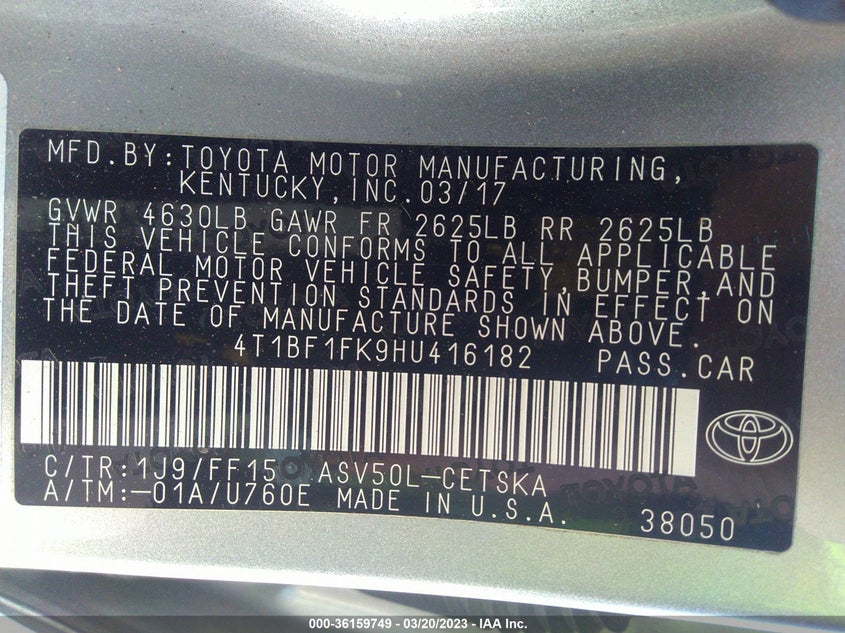 MFD.BY:TOYOTA MOTOR MANUFACTURING,
KENTUCKY,INC.03/17
GVWR 4630LB GAWR FR 2625LB RR 2625LB
THIS VEHICLE CONFORMS TO ALL APPLICABLE
FEDERAL MOTOR VEHICLE SAFETY,BUMPER,AND
THEFT PREVENTION STANDARDS IN EFFECT ON
THE DATE OF MANUFACTURE SHOWN ABOVE.
4T1BF1FK9HU416182 PASS.CAR
C/TR:1J9/FF15 ASV50L-CETSKA
A/TM:-01A/U760E MADE IN U.S.A. 38050
000-36159749 - 03/20/2023 - IAA Inc.